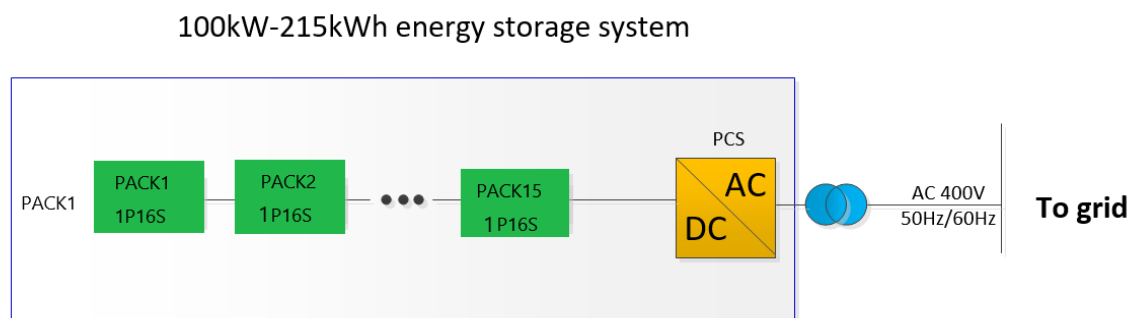 100kW-215kWh energy storage system
PCS
PACK1
PACK1
1P16S
PACK2
1P16S
PACK15
1P16S
AC
DC
AC 400V
50Hz/60Hz
To grid